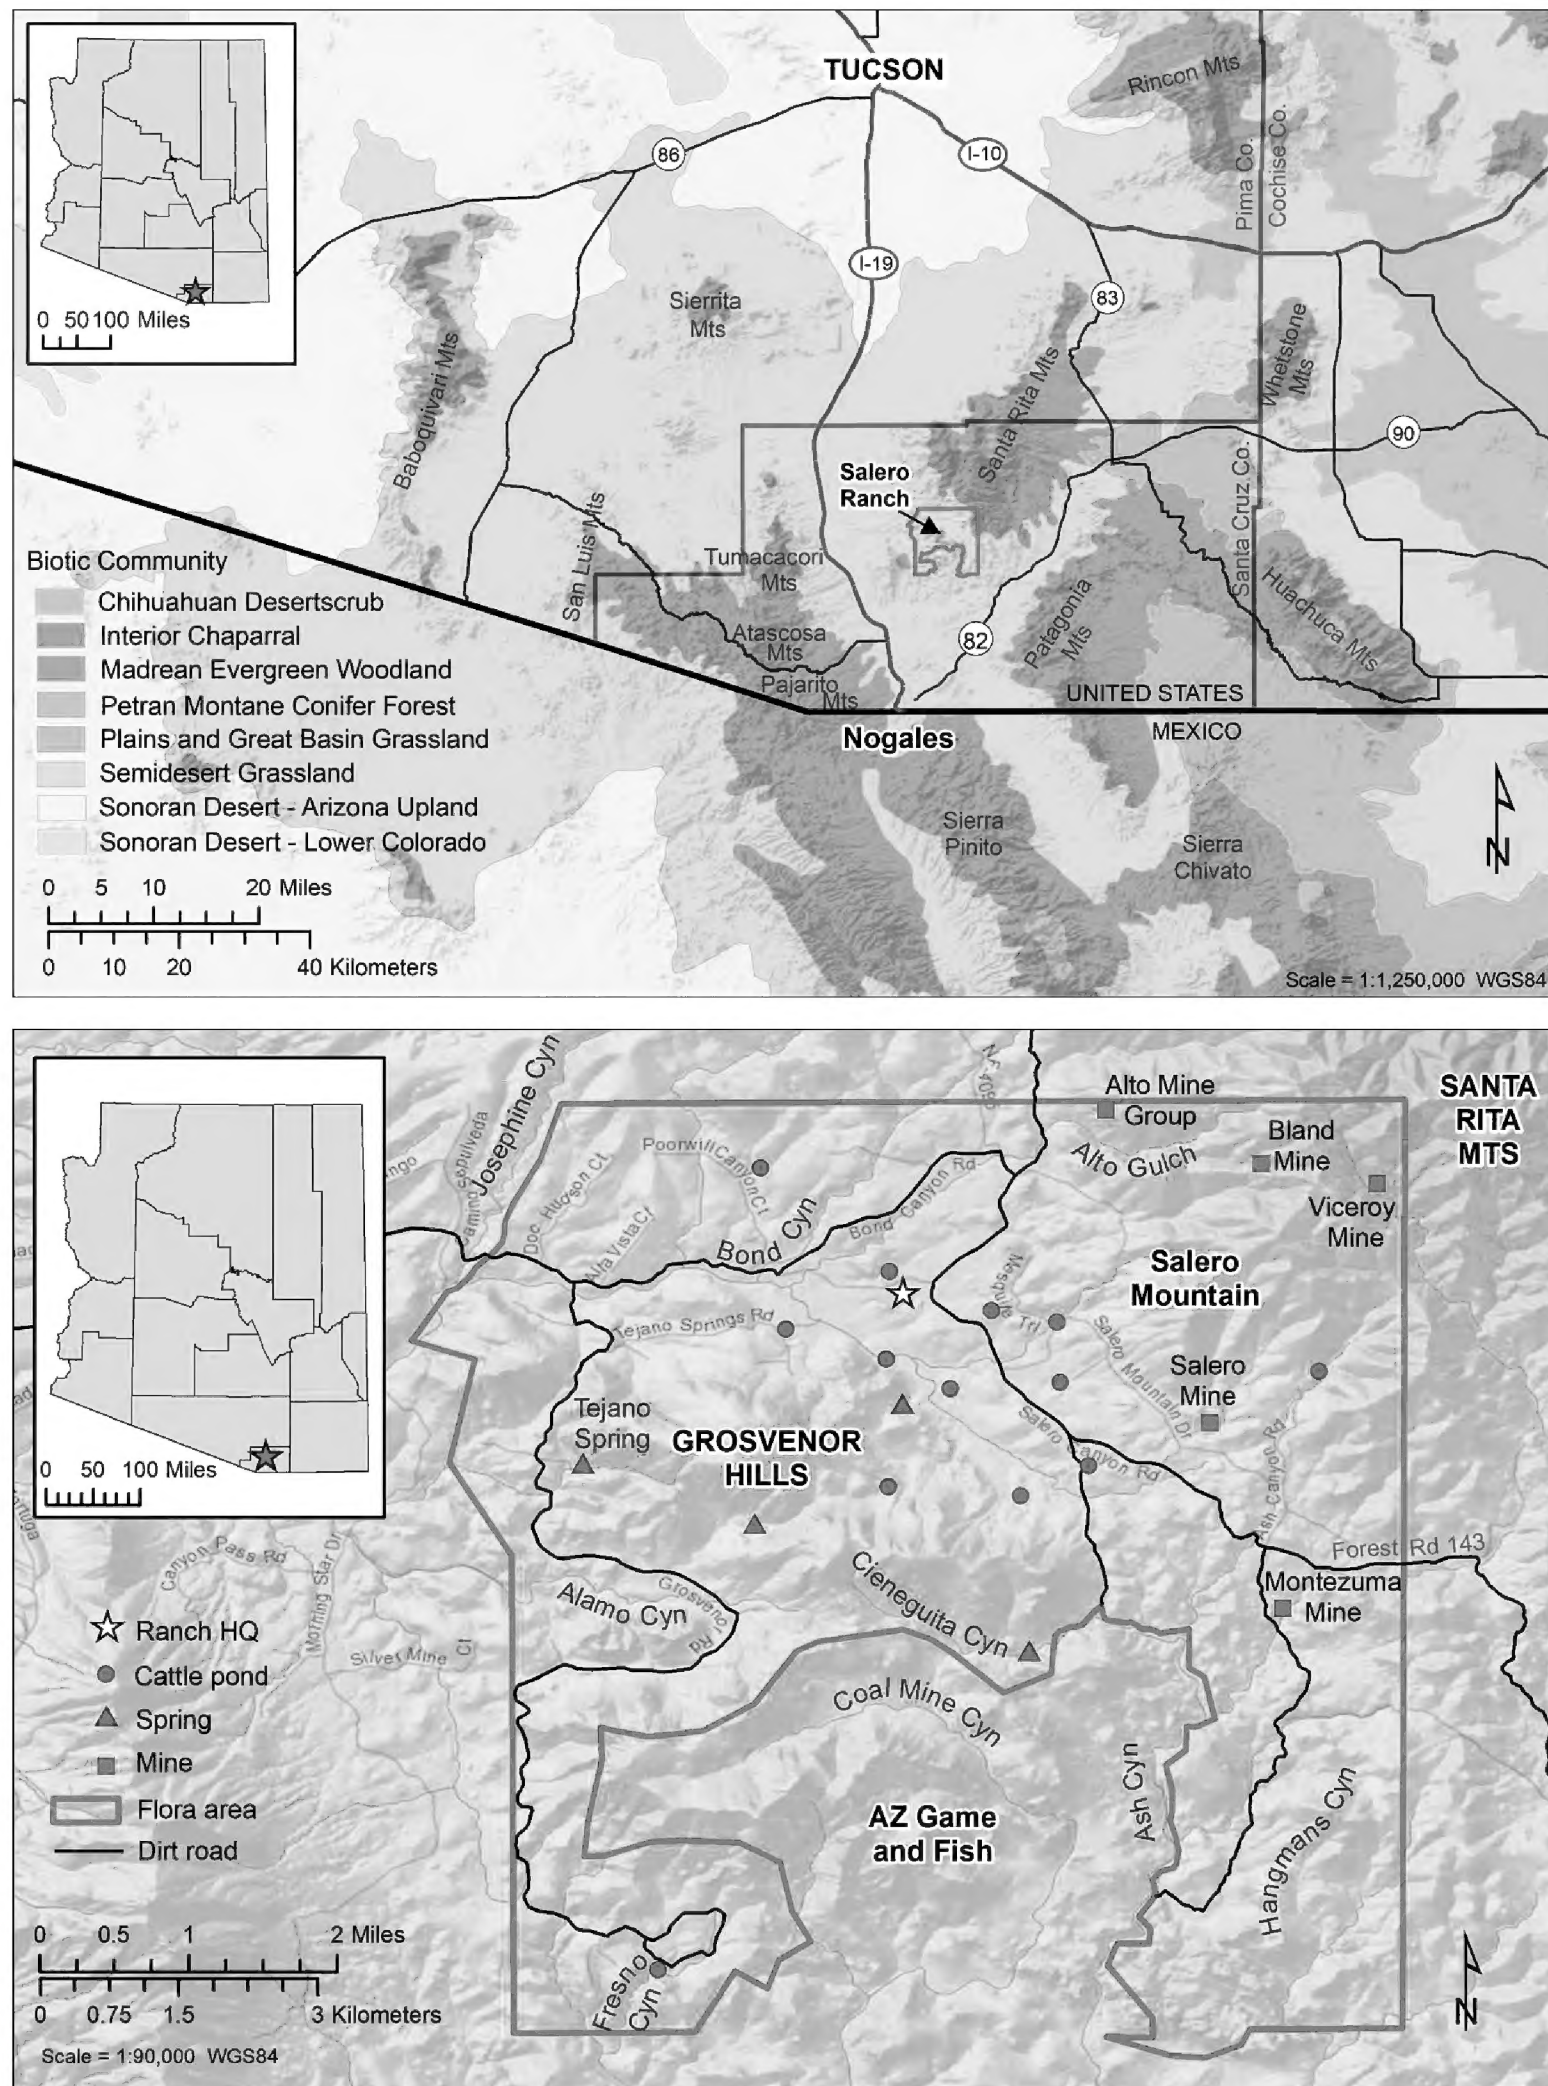 TUCSON
Rincon Mts
86
I-10
Pima Co.
Cochise Co.
I-19
83
Sierrita
Mts
0 50 100 Miles
Baboquivari Mts
Santa Rita Mts
Whetstone
Mts
90
Salero
Ranch
Santa Cruz Co.
San Luis Mts
Tumacacori
Mts
Biotic Community
Chihuahuan Desertscrub
Interior Chaparral
Madrean Evergreen Woodland
Petran Montane Conifer Forest
Plains and Great Basin Grassland
Semidesert Grassland
Sonoran Desert - Arizona Upland
Sonoran Desert - Lower Colorado
Atascosa
Mts
Pajarito
Mts
82
Patagonia
Mts
Huachuca Mts
UNITED STATES
MEXICO
Nogales
N
Sierra
Pinito
Sierra
Chivato
0 5 10 20 Miles
0 10 20 40 Kilometers
Scale = 1:1,250,000 WGS84
Josephine Cyn
Camino Sepulveda
N.F. 4095
Alto Mine
Group
SANTA
RITA
MTS
Bland
Mine
Alto Gulch
Viceroy
Mine
Poorwill Canyon Ct
Doc Hudson Ct
Alta Vista Ct
Bond Cyn
Bond Canyon Rd
Salero
Mountain
Mesquite Trl
Tejano Springs Rd
Salero Mountain Dr
Salero
Mine
Tejano
Spring
GROSVENOR
HILLS
Salero Canyon Rd
Ash Canyon Rd
0 50 100 Miles
Canyon Pass Rd
Morning Star Dr
Forest Rd 143
Montezuma
Mine
Cieneguita Cyn
Alamo Cyn
Grosvenor
Rd
Silver Mine Ct
Coal Mine Cyn
Ranch HQ
Cattle pond
Spring
Mine
Flora area
Dirt road
Ash Cyn
Hangmans Cyn
AZ Game
and Fish
Fresno
Cyn
0 0.5 1 2 Miles
0 0.75 1.5 3 Kilometers
Scale = 1:90,000 WGS84
N